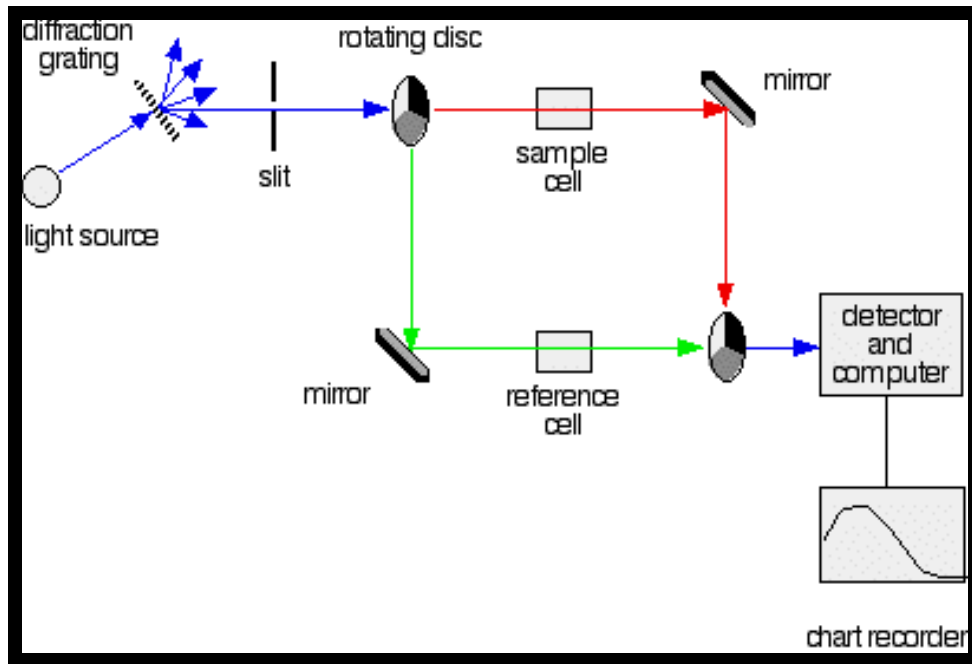 diffraction
grating
rotating disc
mirror
slit
sample
cell
light source
detector
and
computer
mirror
reference
cell
chart recorder